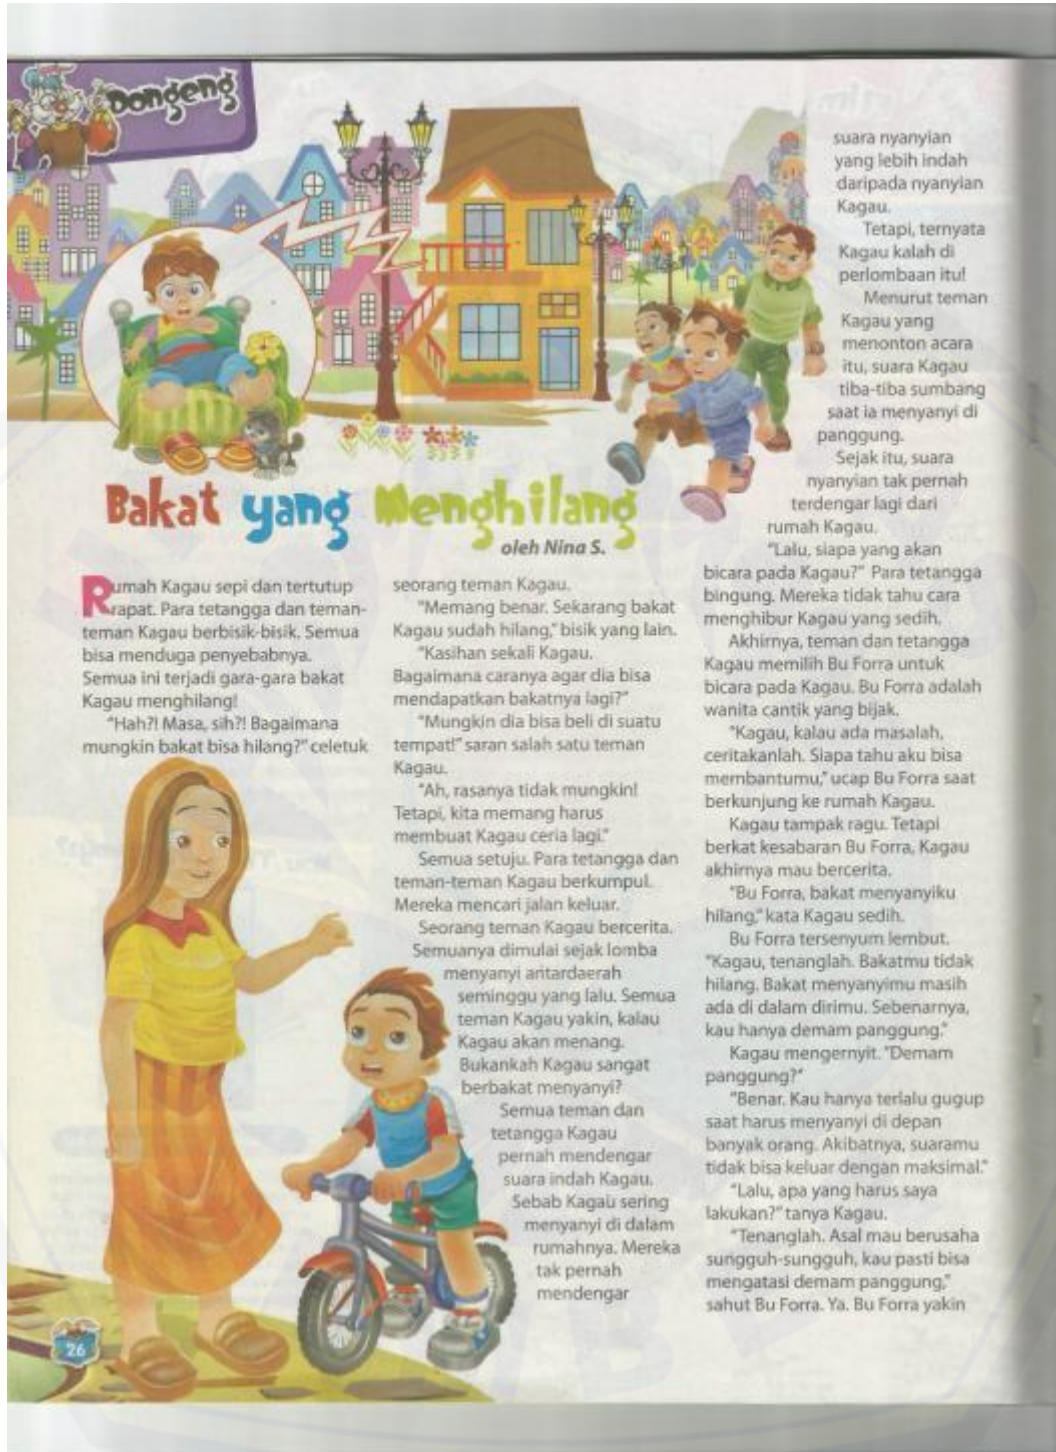 Dongeng
Bakat yang Menghilang
oleh Nina S.
Rumah Kagau sepi dan tertutup
rapat. Para tetangga dan teman-
teman Kagau berbisik-bisik. Semua
bisa menduga penyebabnya.
Semua ini terjadi gara-gara bakat
Kagau menghilang!
"Hah?! Masa, sih?! Bagaimana
mungkin bakat bisa hilang?" celetuk
seorang teman Kagau.
"Memang benar. Sekarang bakat
Kagau sudah hilang," bisik yang lain.
"Kasihan sekali Kagau.
Bagaimana caranya agar dia bisa
mendapatkan bakatnya lagi?"
"Mungkin dia bisa beli di suatu
tempat!" saran salah satu teman
Kagau.
"Ah, rasanya tidak mungkin!
Tetapi, kita memang harus
membuat Kagau ceria lagi."
Semua setuju. Para tetangga dan
teman-teman Kagau berkumpul.
Mereka mencari jalan keluar.
Seorang teman Kagau bercerita.
Semuanya dimulai sejak lomba
menyanyi antardaerah
seminggu yang lalu. Semua
teman Kagau yakin, kalau
Kagau akan menang.
Bukankah Kagau sangat
berbakat menyanyi?
Semua teman dan
tetangga Kagau
pernah mendengar
suara indah Kagau.
Sebab Kagau sering
menyanyi di dalam
rumahnya. Mereka
tak pernah
mendengar
suara nyanyian
yang lebih indah
daripada nyanyian
Kagau.
Tetapi, ternyata
Kagau kalah di
perlombaan itu!
Menurut teman
Kagau yang
menonton acara
itu, suara Kagau
tiba-tiba sumbang
saat ia menyanyi di
panggung.
Sejak itu, suara
nyanyian tak pernah
terdengar lagi dari
rumah Kagau.
"Lalu, siapa yang akan
bicara pada Kagau?" Para tetangga
bingung. Mereka tidak tahu cara
menghibur Kagau yang sedih.
Akhirnya, teman dan tetangga
Kagau memilih Bu Forra untuk
bicara pada Kagau. Bu Forra adalah
wanita cantik yang bijak.
"Kagau, kalau ada masalah,
ceritakanlah. Siapa tahu aku bisa
membantumu," ucap Bu Forra saat
berkunjung ke rumah Kagau.
Kagau tampak ragu. Tetapi
berkat kesabaran Bu Forra, Kagau
akhirnya mau bercerita.
"Bu Forra, bakat menyanyiku
hilang," kata Kagau sedih.
Bu Forra tersenyum lembut.
"Kagau, tenanglah. Bakatmu tidak
hilang. Bakat menyanyimu masih
ada di dalam dirimu. Sebenarnya,
kau hanya demam panggung."
Kagau mengernyit. "Demam
panggung?"
"Benar. Kau hanya terlalu gugup
saat harus menyanyi di depan
banyak orang. Akibatnya, suaramu
tidak bisa keluar dengan maksimal."
"Lalu, apa yang harus saya
lakukan?" tanya Kagau.
"Tenanglah. Asal mau berusaha
sungguh-sungguh, kau pasti bisa
mengatasi demam panggung,"
sahut Bu Forra. Ya. Bu Forra yakin
26